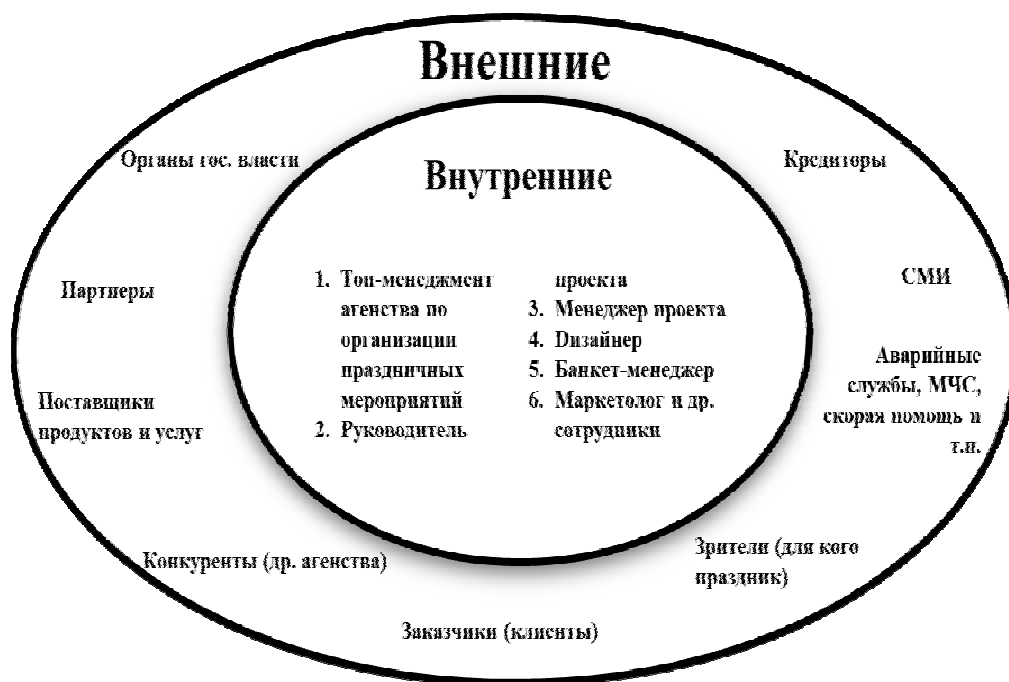 Внешние
Органы гос. власти
Кредиторы
Внутренние
Партнеры
СМИ
1. Топ-менеджмент
агенства по
организации
праздничных
мероприятий
2. Руководитель
проекта
3. Менеджер проекта
4. Дизайнер
5. Банкет-менеджер
6. Маркетолог и др.
сотрудники
Поставщики
продуктов и услуг
Аварийные
службы, МЧС,
скорая помощь и
т.п.
Конкуренты (др. агенства)
Зрители (для кого
праздник)
Заказчики (клиенты)